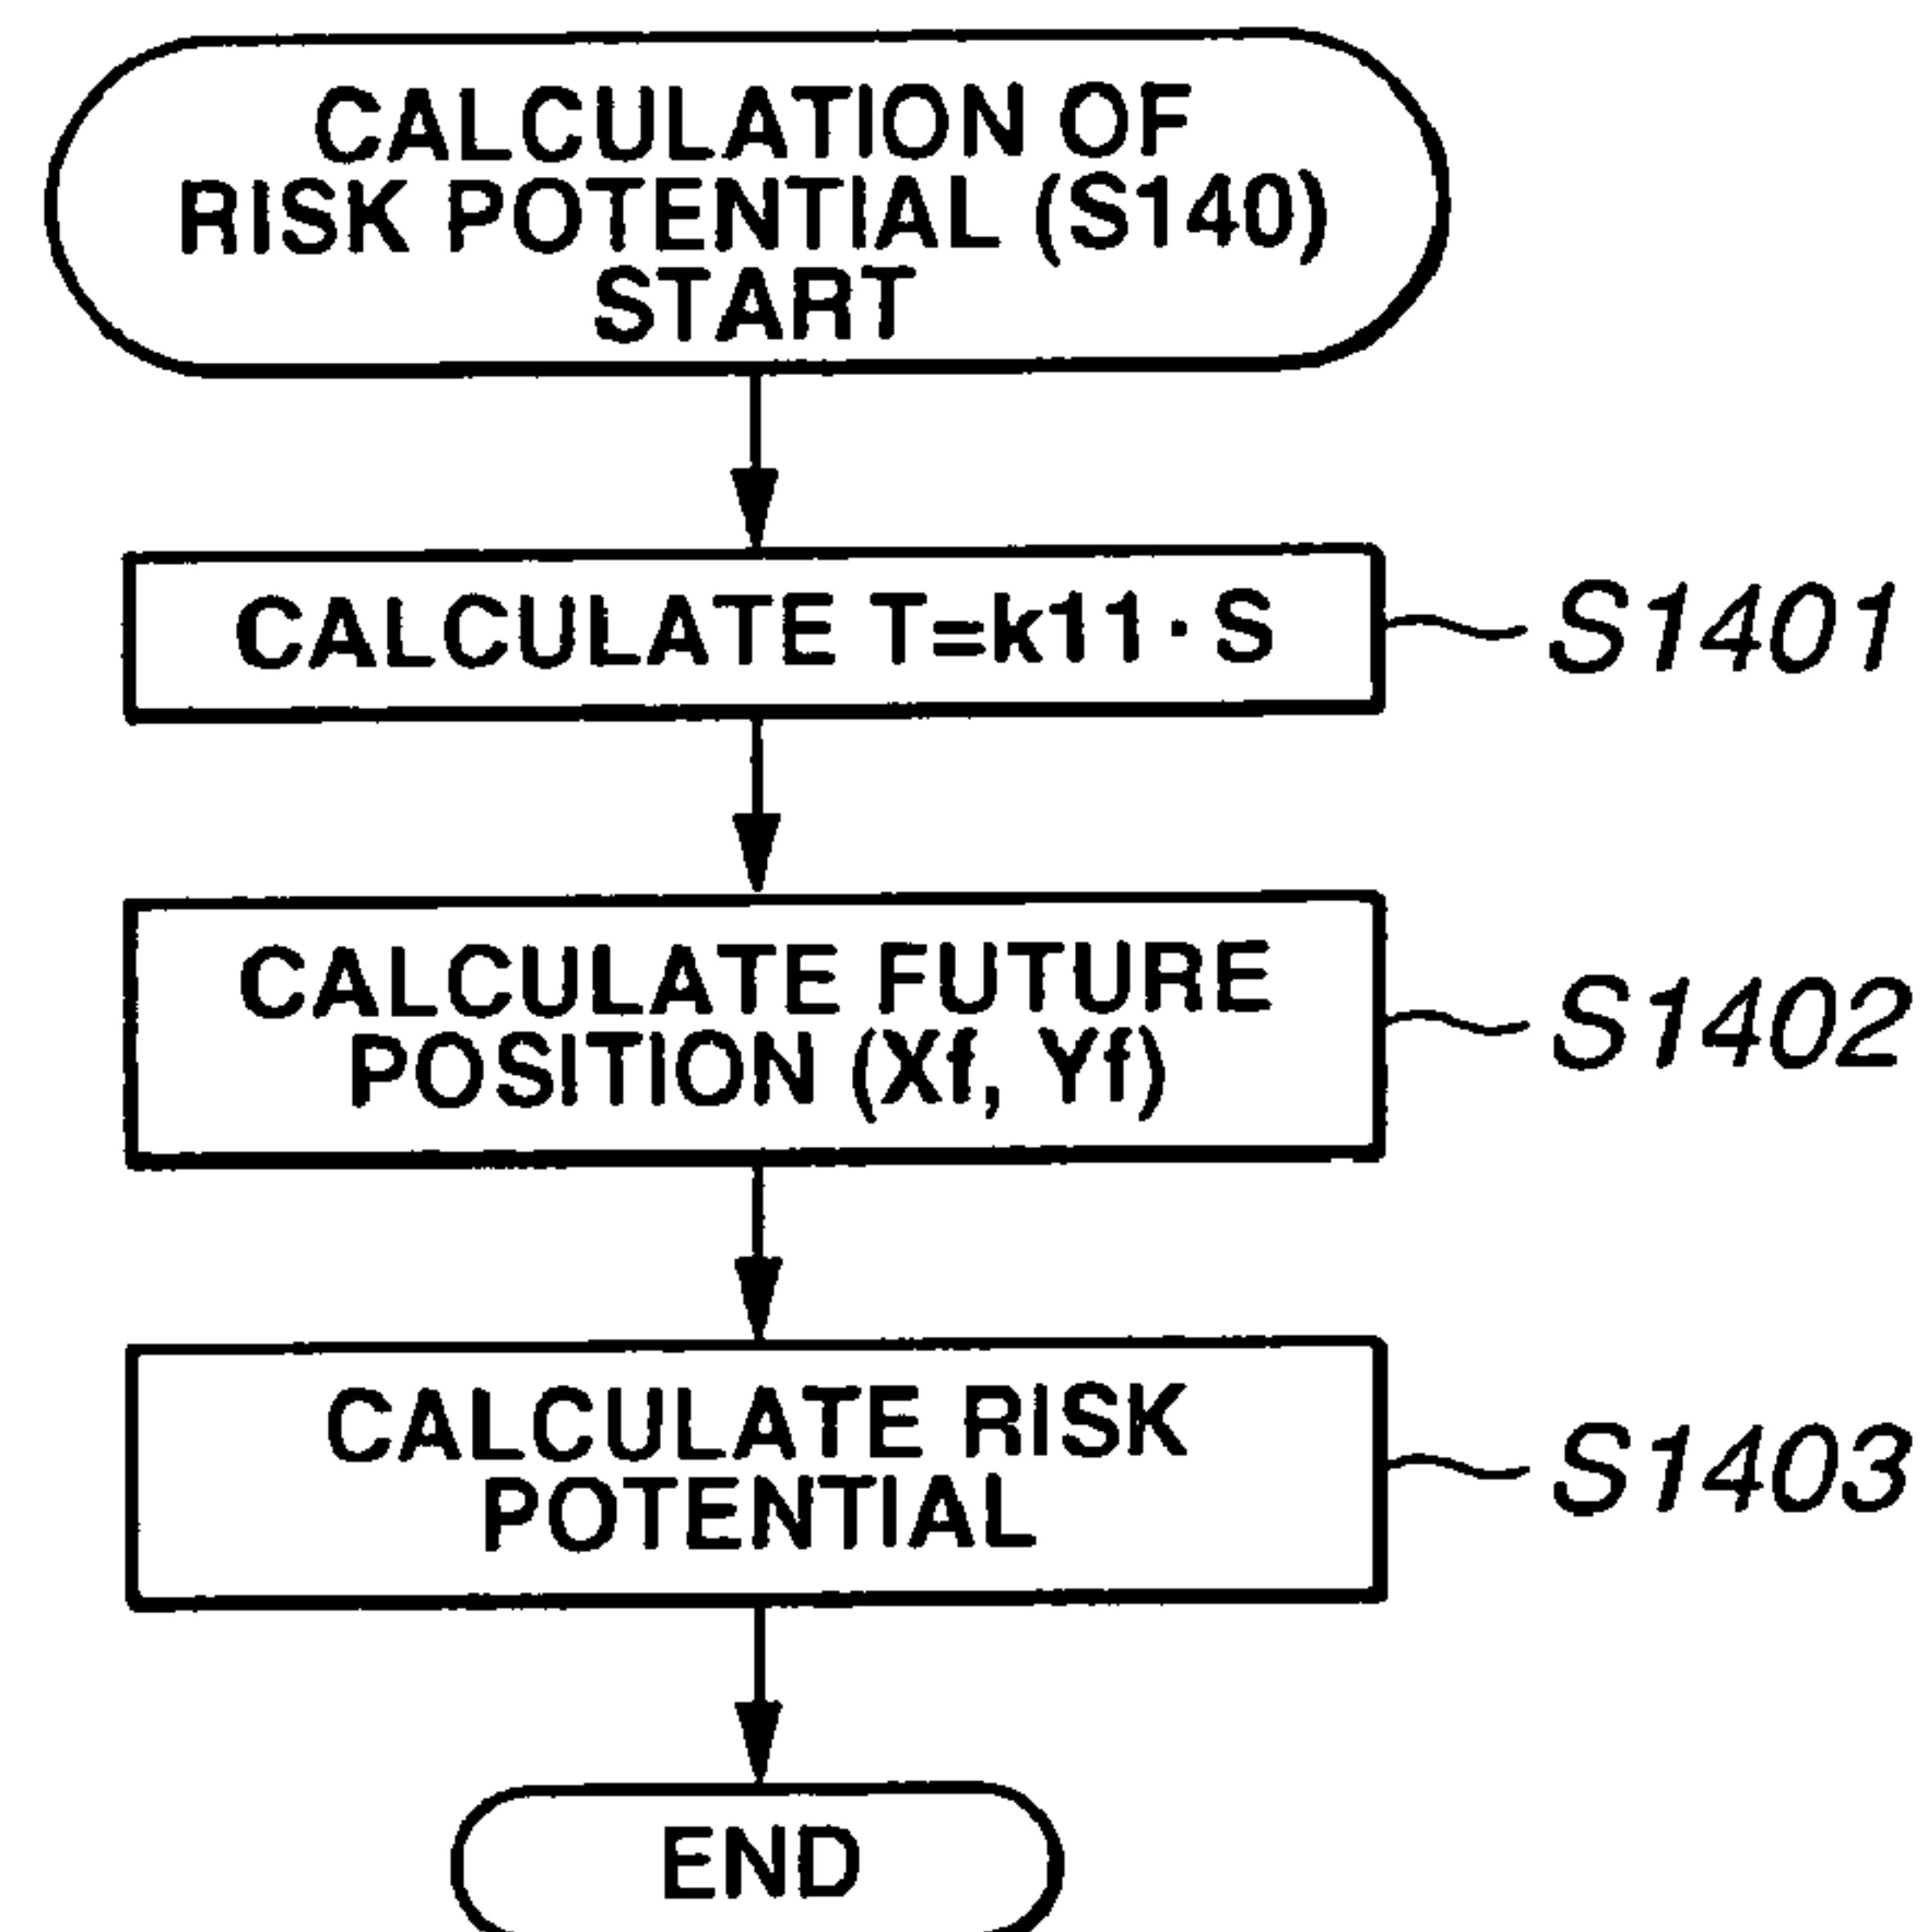 CALCULATION OF
RISK POTENTIAL (S140)
START
CALCULATE T=k11·S
S1401
CALCULATE FUTURE
POSITION (Xf, Yf)
S1402
CALCULATE RISK
POTENTIAL
S1403
END